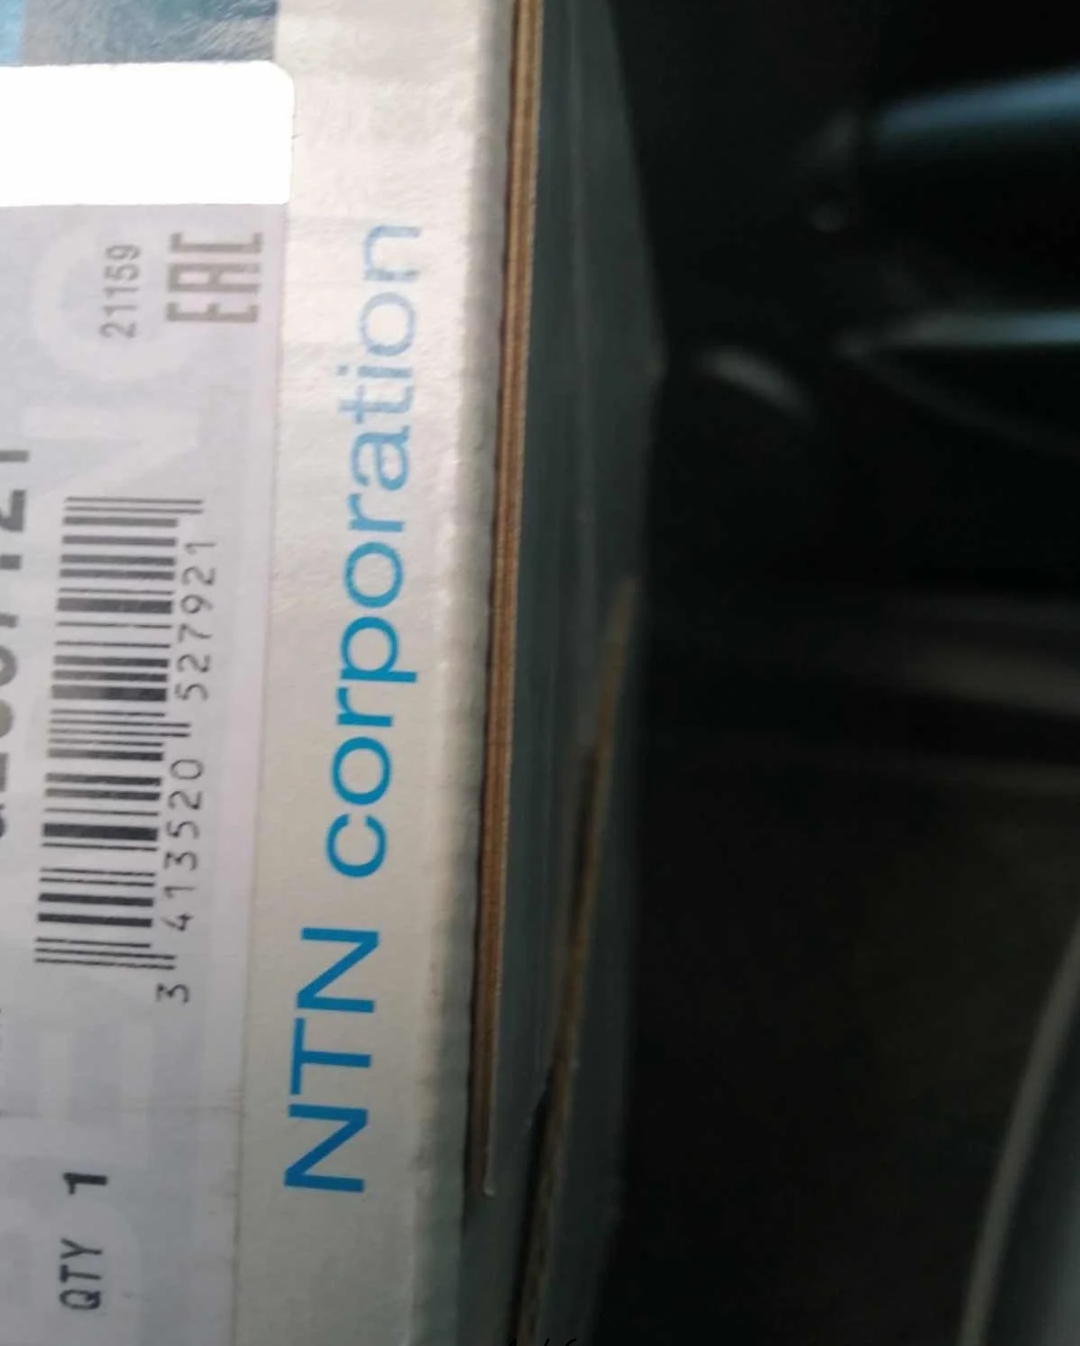 21159
EAC
3 413520 527921
QTY 1
NTN corporation